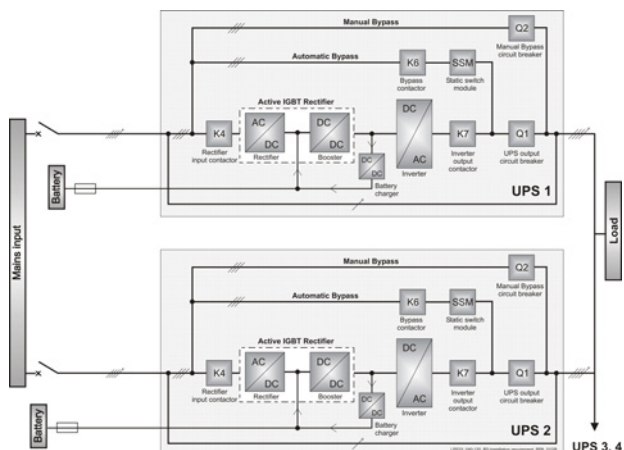 Manual Bypass
Q2
Manual Bypass
circuit breaker
Automatic Bypass
K6
SSM
Bypass
contactor
Static switch
module
Active IGBT Rectifier
K4
AC
DC
DC
DC
DC
AC
K7
Q1
Rectifier
input contactor
Rectifier
Booster
DC
DC
Inverter
Inverter
output
contactor
UPS output
circuit breaker
Battery
charger
Battery
UPS 1
Mains input
Load
Manual Bypass
Q2
Manual Bypass
circuit breaker
Automatic Bypass
K6
SSM
Bypass
contactor
Static switch
module
Active IGBT Rectifier
K4
AC
DC
DC
DC
DC
AC
K7
Q1
Rectifier
input contactor
Rectifier
Booster
DC
DC
Inverter
Inverter
output
contactor
UPS output
circuit breaker
Battery
charger
Battery
UPS 2
UPS 3, 4